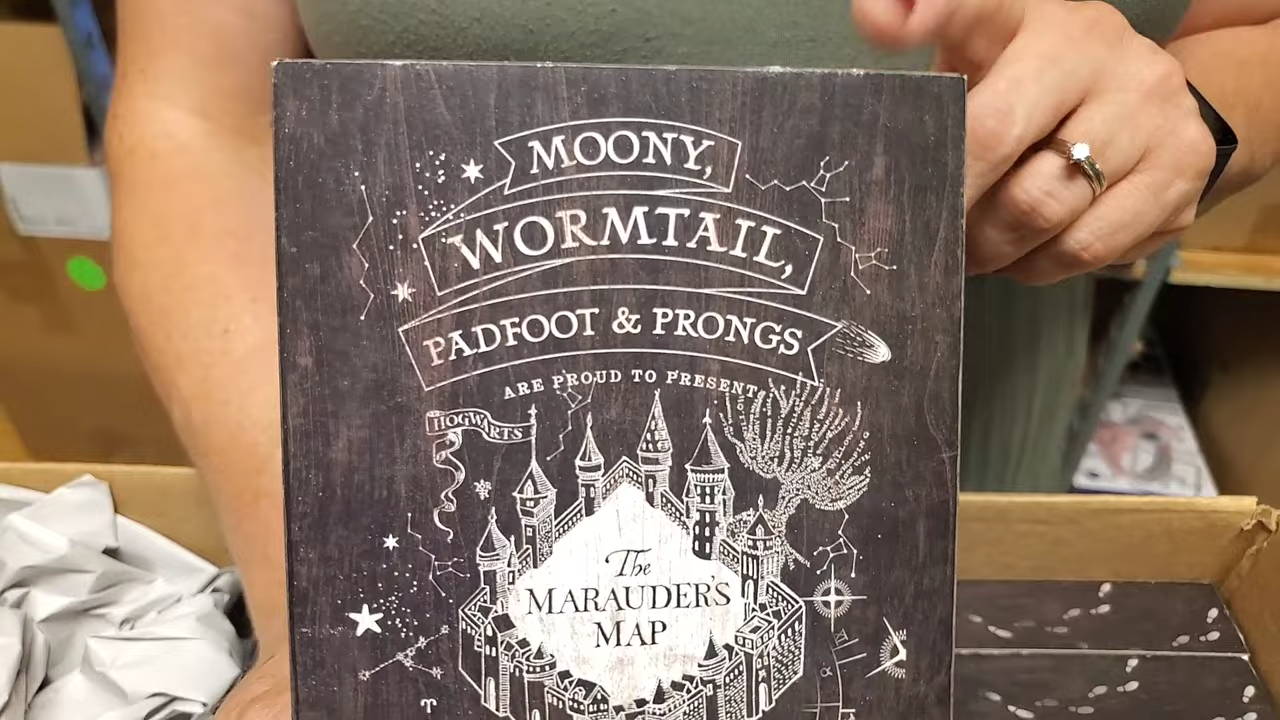 MOONY,
WORMTAIL,
PADFOOT & PRONGS
ARE PROUD TO PRESENT
HOGWARTS
The
MARAUDER'S
MAP